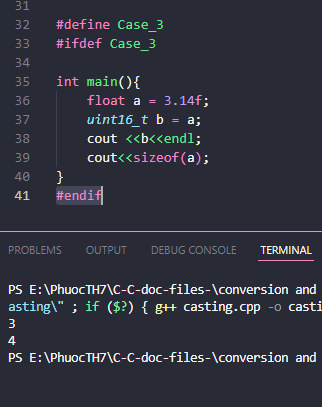 31
32 #define Case_3
33 #ifdef Case_3
34
35 int main(){
36 float a = 3.14f;
37 uint16_t b = a;
38 cout <<b<<endl;
39 cout<<sizeof(a);
40 }
41 #endif
PROBLEMS OUTPUT DEBUG CONSOLE TERMINAL
PS E:\PhuocTH7\C-C-doc-files-\conversion and
asting\" ; if ($?) { g++ casting.cpp -o casti
3
4
PS E:\PhuocTH7\C-C-doc-files-\conversion and